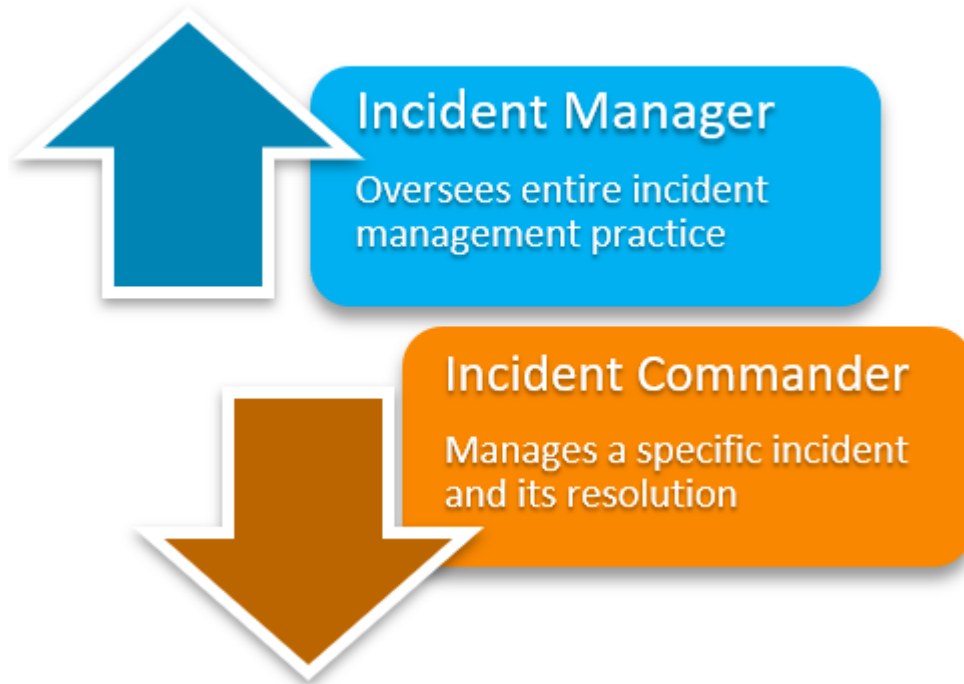 Incident Manager
Oversees entire incident
management practice
Incident Commander
Manages a specific incident
and its resolution